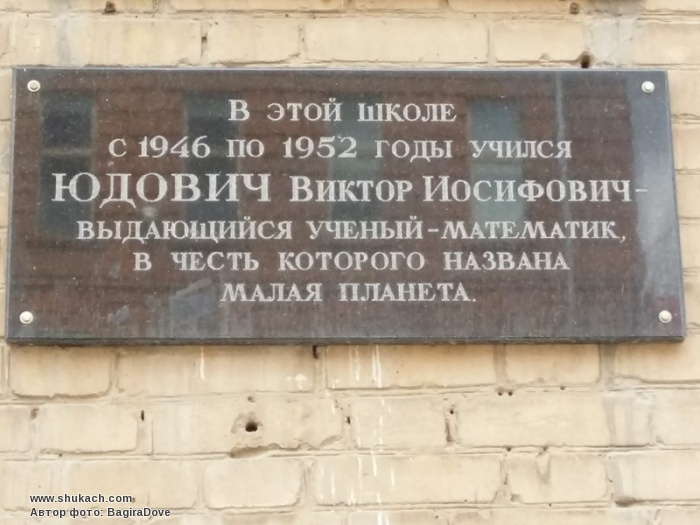 В ЭТОЙ ШКОЛЕ
С 1946 ПО 1952 ГОДЫ УЧИЛСЯ
ЮДОВИЧ ВИКТОР ИОСИФОВИЧ-
ВЫДАЮЩИЙСЯ УЧЕНЫЙ-МАТЕМАТИК,
В ЧЕСТЬ КОТОРОГО НАЗВАНА
МАЛАЯ ПЛАНЕТА.
www.shukach.com
Автор фото: BagiraDove